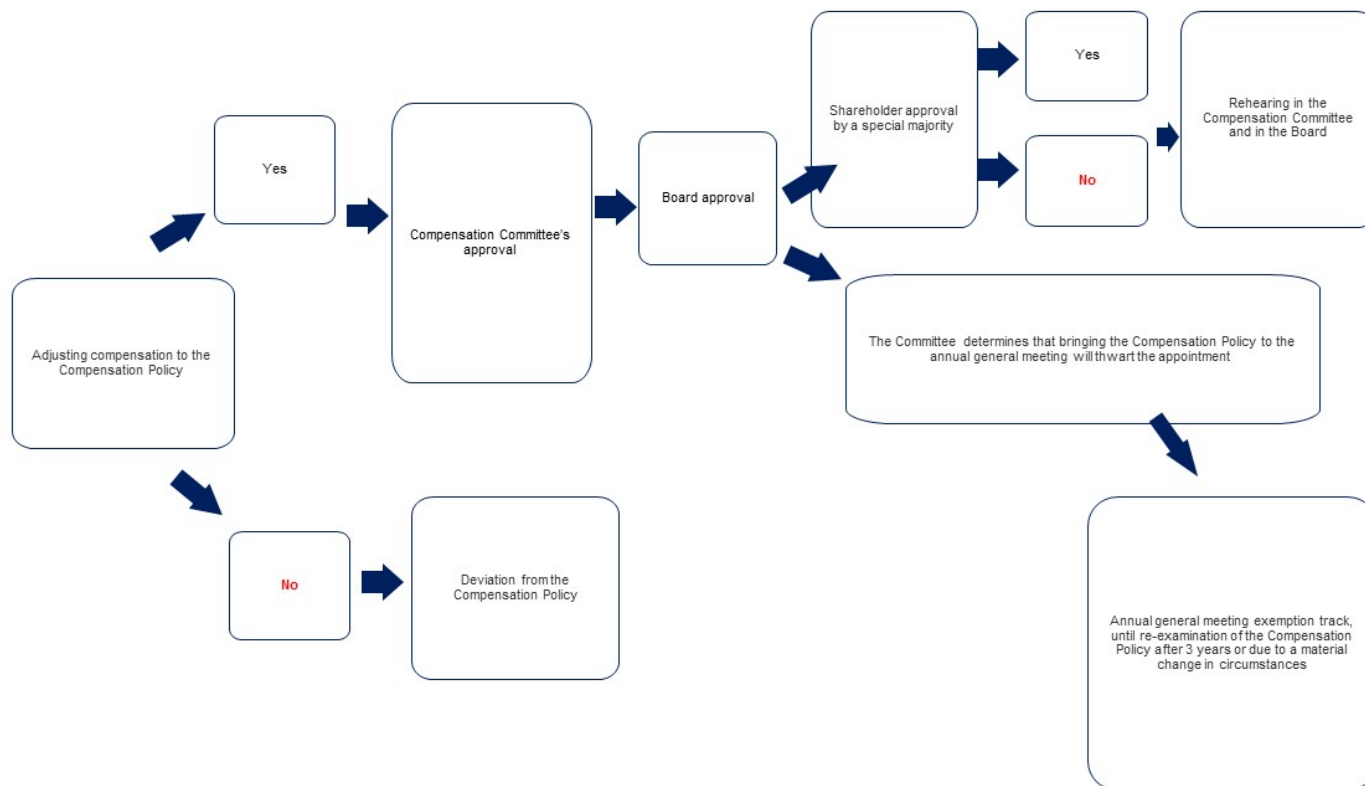 Yes
Shareholder approval
by a special majority
Rehearing in the
Compensation Committee
and in the Board
Yes
No
Board approval
Compensation Committee's
approval
Adjusting compensation to the
Compensation Policy
The Committee determines that bringing the Compensation Policy to the
annual general meeting will thwart the appointment
No
Deviation from the
Compensation Policy
Annual general meeting exemption track,
until re-examination of the Compensation
Policy after 3 years or due to a material
change in circumstances